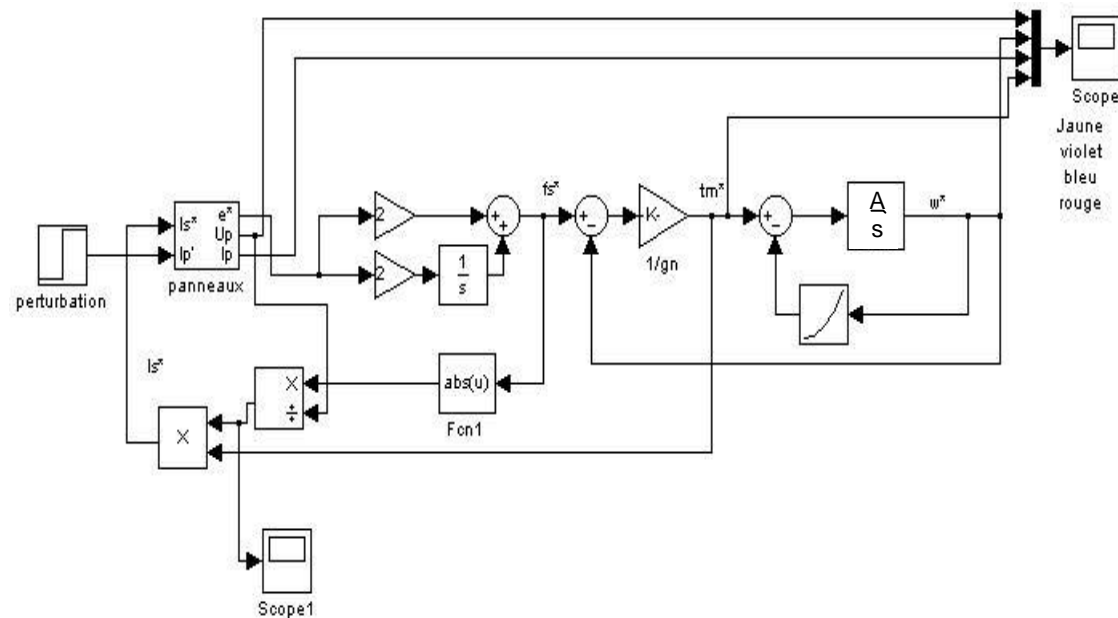 Scope
Jaune
violet
bleu
rouge
perturbation
Is*
Ip'
e*
Up
Ip
panneaux
2
2
1
s
+
+
fs*
+
-
K-
1/gn
tm*
+
-
A
s
w*
abs(u)
Fcn1
X
÷
Is*
X
Scope1